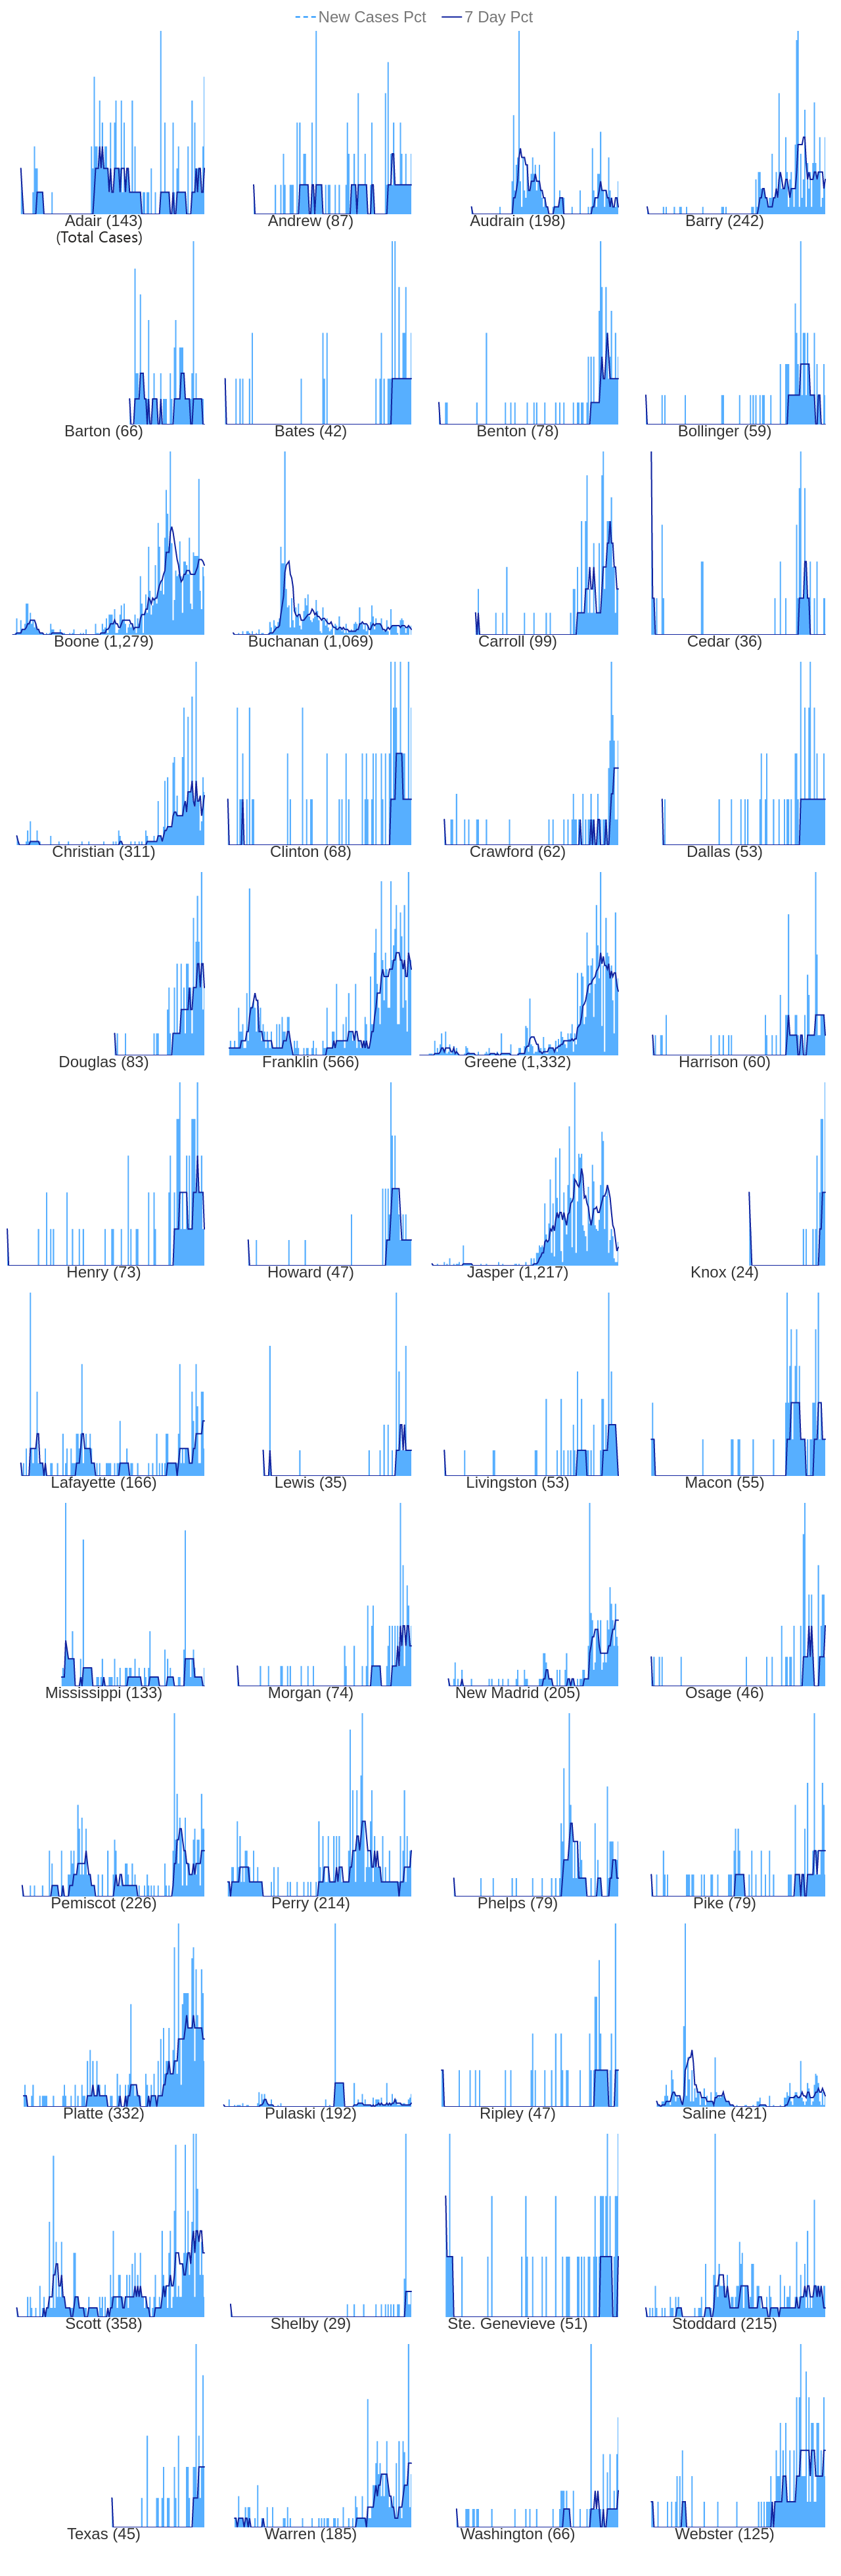 New Cases Pct 7 Day Pct
Adair (143) Andrew (87) Audrain (198) Barry (242)
(Total Cases)
Barton (66) Bates (42) Benton (78) Bollinger (59)
Boone (1,279) Buchanan (1,069) Carroll (99) Cedar (36)
Christian (311) Clinton (68) Crawford (62) Dallas (53)
Douglas (83) Franklin (566) Greene (1,332) Harrison (60)
Henry (73) Howard (47) Jasper (1,217) Knox (24)
Lafayette (166) Lewis (35) Livingston (53) Macon (55)
Mississippi (133) Morgan (74) New Madrid (205) Osage (46)
Pemiscot (226) Perry (214) Phelps (79) Pike (79)
Platte (332) Pulaski (192) Ripley (47) Saline (421)
Scott (358) Shelby (29) Ste. Genevieve (51) Stoddard (215)
Texas (45) Warren (185) Washington (66) Webster (125)